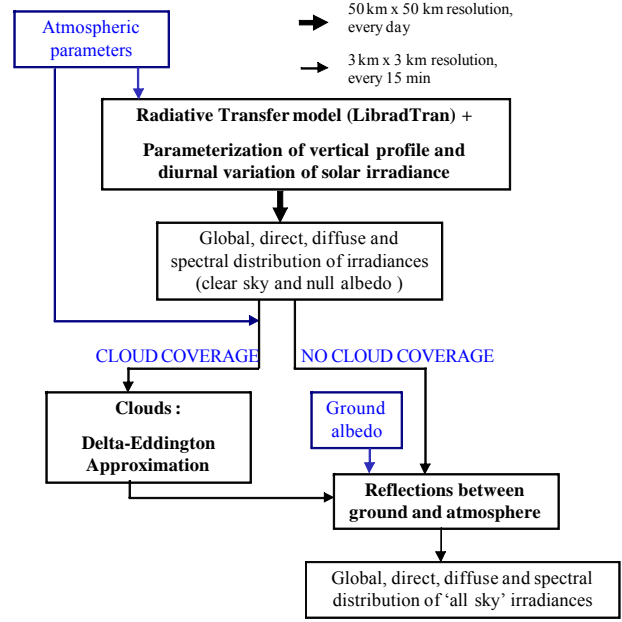 50 km x 50 km resolution,
every day
3 km x 3 km resolution,
every 15 min
Atmospheric
parameters
Radiative Transfer model (LibradTran) +
Parameterization of vertical profile and
diurnal variation of solar irradiance
Global, direct, diffuse and
spectral distribution of irradiances
(clear sky and null albedo )
CLOUD COVERAGE
NO CLOUD COVERAGE
Clouds :
Delta-Eddington
Approximation
Ground
albedo
Reflections between
ground and atmosphere
Global, direct, diffuse and spectral
distribution of ‘all sky’ irradiances